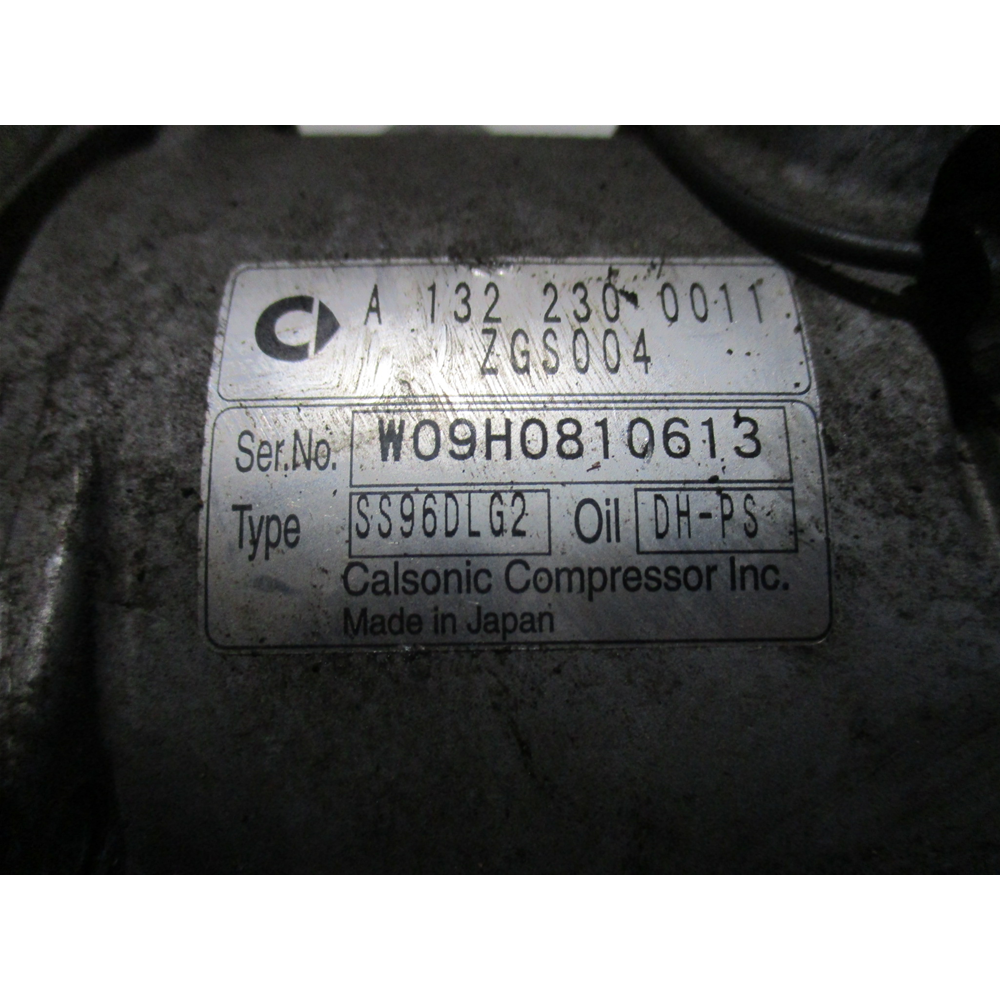 A 132 230 0011
ZGS004
Ser.No. W09H0810613
Type SS96DLG2 Oil DH-PS
Calsonic Compressor Inc.
Made in Japan